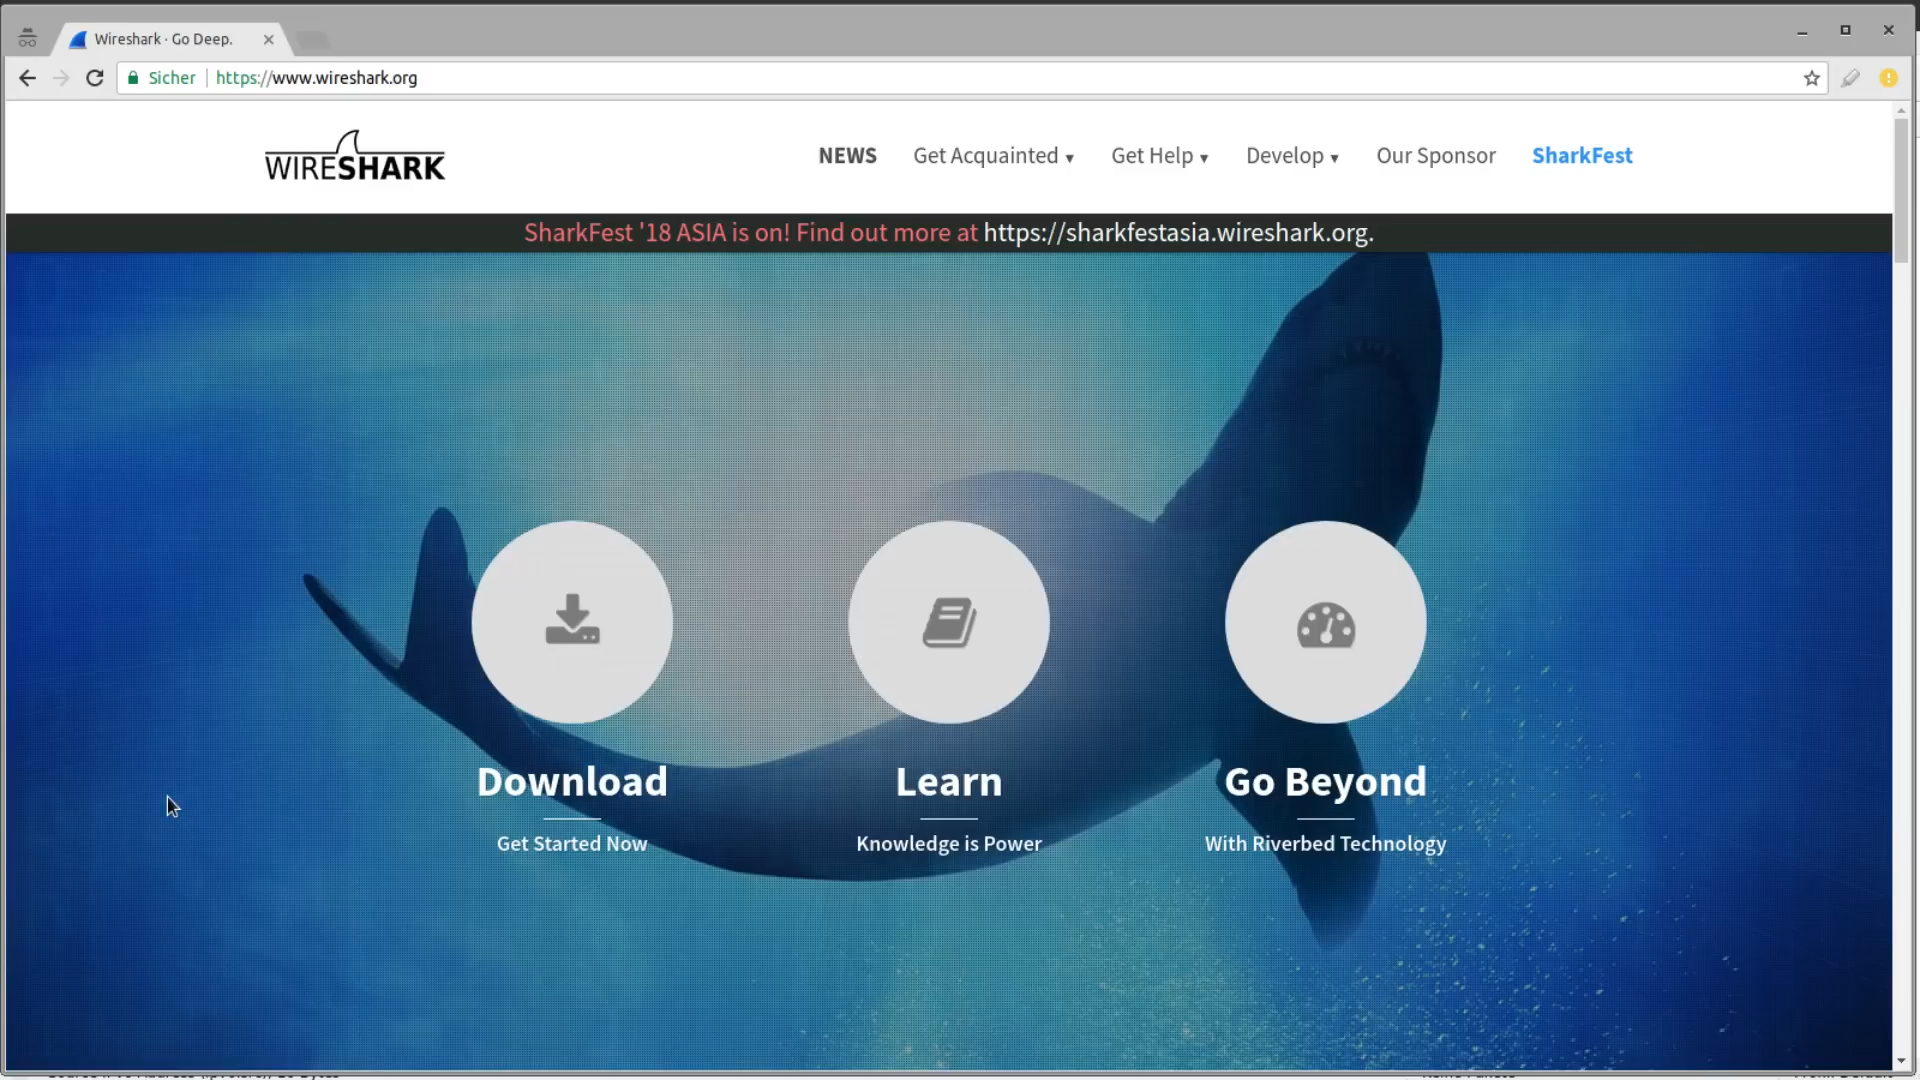 Wireshark · Go Deep.
Sicher
https://www.wireshark.org
WIRESHARK
NEWS Get Acquainted ▾ Get Help ▾ Develop ▾ Our Sponsor SharkFest
SharkFest '18 ASIA is on! Find out more at https://sharkfestasia.wireshark.org.
Download Learn Go Beyond
Get Started Now Knowledge is Power With Riverbed Technology